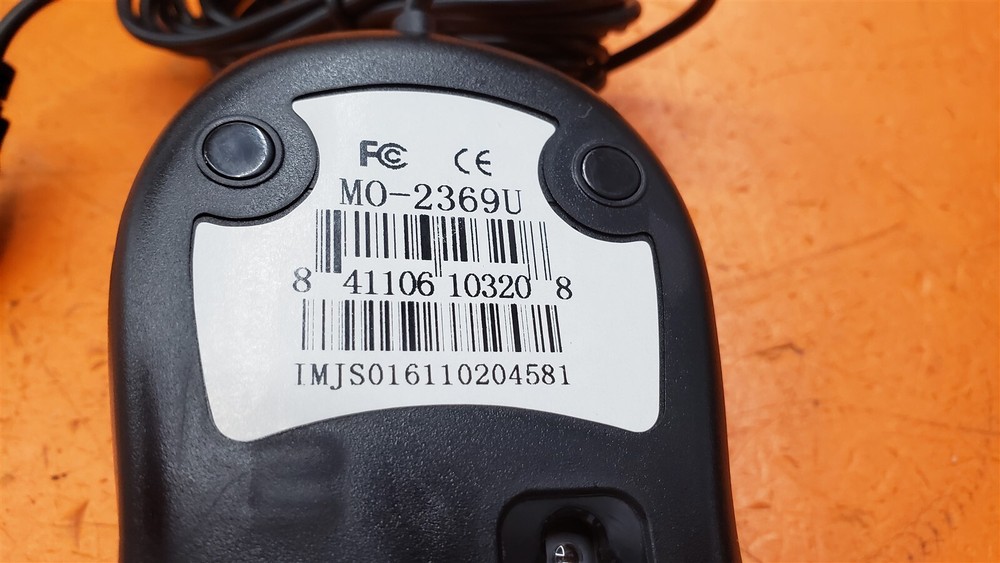 FC CE
MO-2369U
8 41106 10320 8
IMJS016110204581